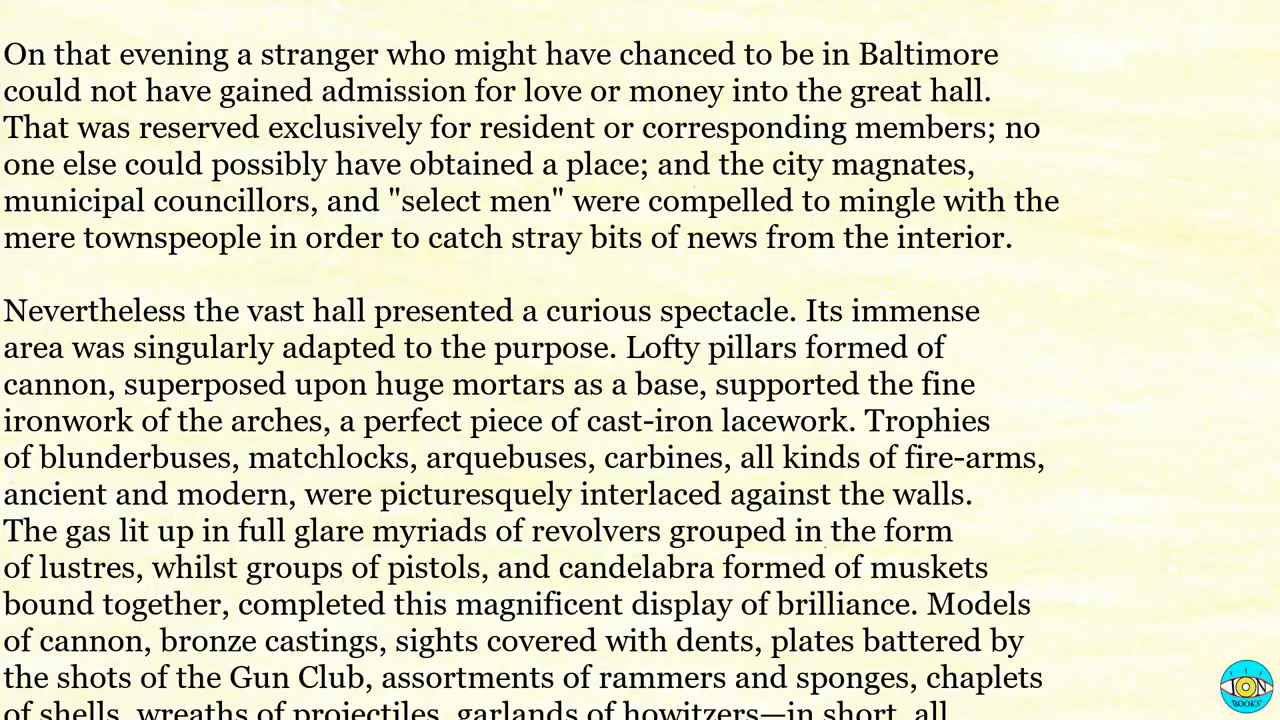 On that evening a stranger who might have chanced to be in Baltimore
could not have gained admission for love or money into the great hall.
That was reserved exclusively for resident or corresponding members; no
one else could possibly have obtained a place; and the city magnates,
municipal councillors, and "select men" were compelled to mingle with the
mere townspeople in order to catch stray bits of news from the interior.
Nevertheless the vast hall presented a curious spectacle. Its immense
area was singularly adapted to the purpose. Lofty pillars formed of
cannon, superposed upon huge mortars as a base, supported the fine
ironwork of the arches, a perfect piece of cast-iron lacework. Trophies
of blunderbuses, matchlocks, arquebuses, carbines, all kinds of fire-arms,
ancient and modern, were picturesquely interlaced against the walls.
The gas lit up in full glare myriads of revolvers grouped in the form
of lustres, whilst groups of pistols, and candelabra formed of muskets
bound together, completed this magnificent display of brilliance. Models
of cannon, bronze castings, sights covered with dents, plates battered by
the shots of the Gun Club, assortments of rammers and sponges, chaplets
of shells, wreaths of projectiles, garlands of howitzers—in short, all
ION
BOOKS